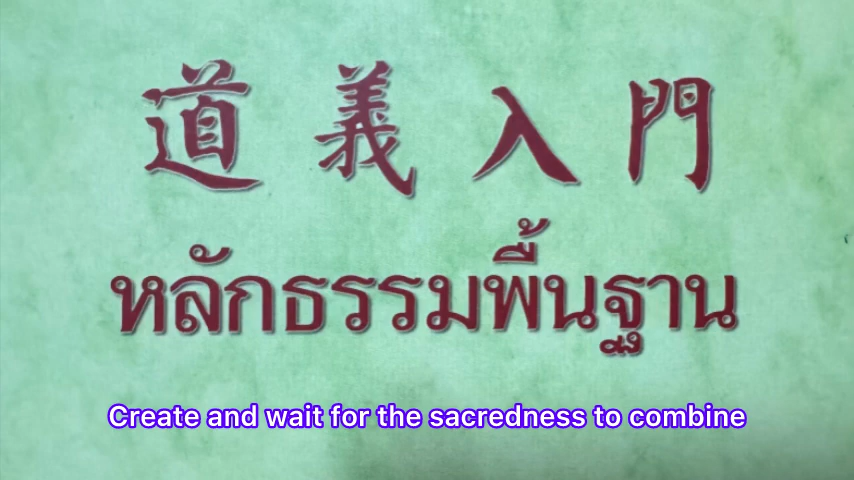 道義入門
หลักธรรมพื้นฐาน
Create and wait for the sacredness to combine